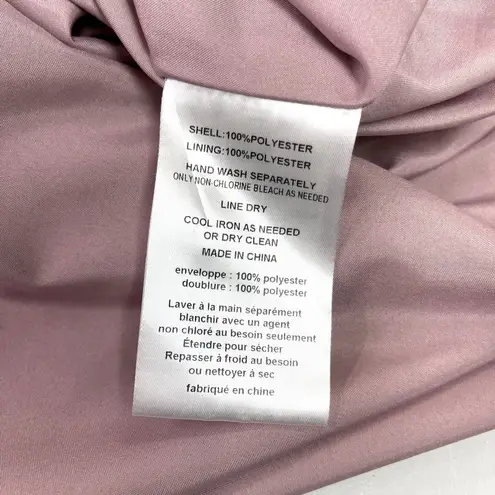 SHELL:100%POLYESTER
LINING:100%POLYESTER
HAND WASH SEPARATELY
ONLY NON-CHLORINE BLEACH AS NEEDED
LINE DRY
COOL IRON AS NEEDED
OR DRY CLEAN
MADE IN CHINA
enveloppe : 100% polyester
doublure : 100% polyester
Laver à la main séparément
blanchir avec un agent
non chloré au besoin seulement
Étendre pour sécher
Repasser à froid au besoin
ou nettoyer à sec
fabriqué en chine